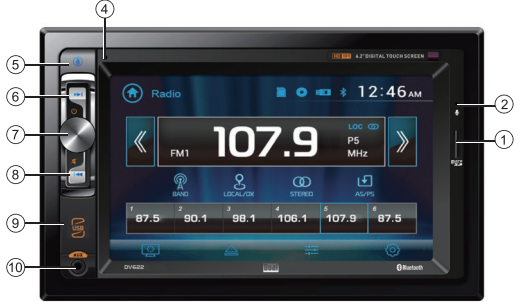 4
6.2"DIGITAL TOUCH SCREEN
5
Radio
12:46 AM
6
2
7
107.9
LOC
FM1
P5
MHz
1
8
BAND
LOCAL/DX
STEREO
AS/PS
9
USB
1 87.5
2 90.1
3 98.1
4 106.1
5 107.9
6 87.5
AUX
10
DV622
Bluetooth